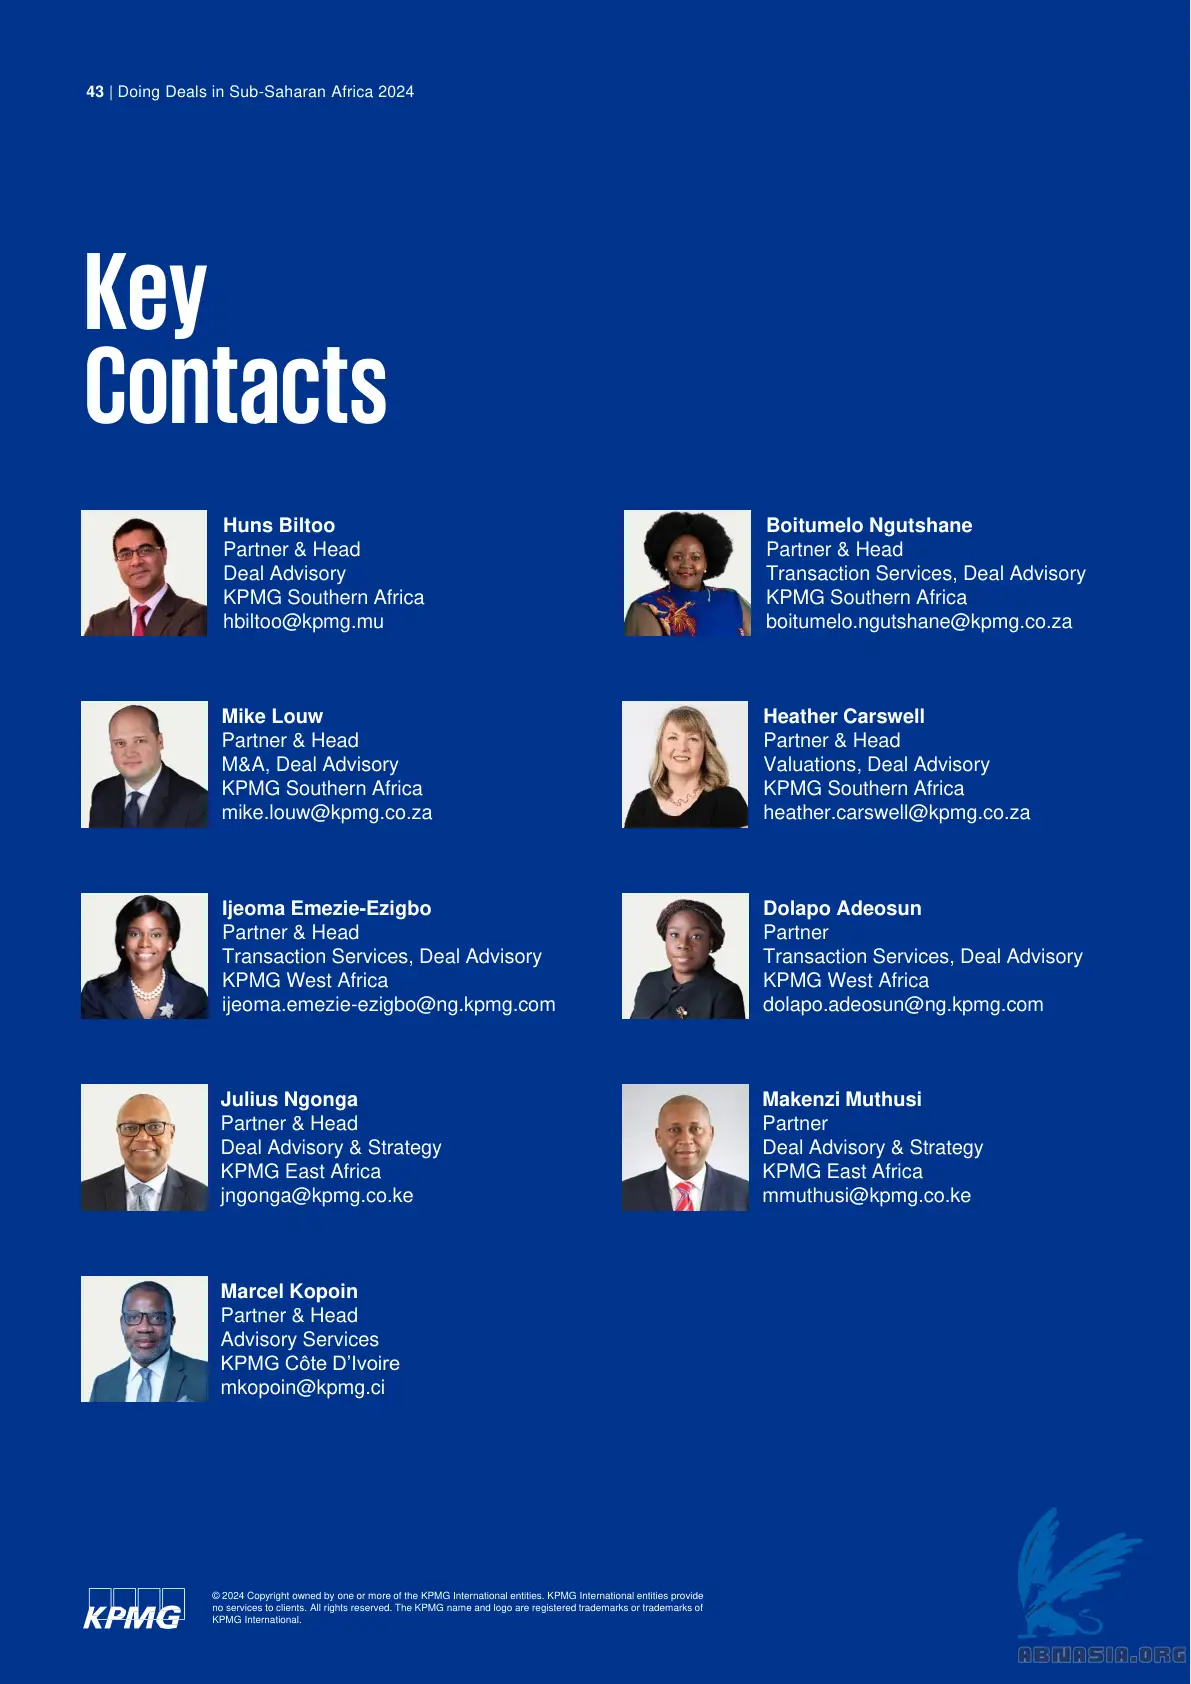 43 | Doing Deals in Sub-Saharan Africa 2024
Key
Contacts
Huns Biltoo
Partner & Head
Deal Advisory
KPMG Southern Africa
hbiltoo@kpmg.mu
Boitumelo Ngutshane
Partner & Head
Transaction Services, Deal Advisory
KPMG Southern Africa
boitumelo.ngutshane@kpmg.co.za
Mike Louw
Partner & Head
M&A, Deal Advisory
KPMG Southern Africa
mike.louw@kpmg.co.za
Heather Carswell
Partner & Head
Valuations, Deal Advisory
KPMG Southern Africa
heather.carswell@kpmg.co.za
Ijeoma Emezie-Ezigbo
Partner & Head
Transaction Services, Deal Advisory
KPMG West Africa
ijeoma.emezie-ezigbo@ng.kpmg.com
Dolapo Adeosun
Partner
Transaction Services, Deal Advisory
KPMG West Africa
dolapo.adeosun@ng.kpmg.com
Julius Ngonga
Partner & Head
Deal Advisory & Strategy
KPMG East Africa
jngonga@kpmg.co.ke
Makenzi Muthusi
Partner
Deal Advisory & Strategy
KPMG East Africa
mmuthusi@kpmg.co.ke
Marcel Kopoin
Partner & Head
Advisory Services
KPMG Côte D’Ivoire
mkopoin@kpmg.ci
KPMG
© 2024 Copyright owned by one or more of the KPMG International entities. KPMG International entities provide
no services to clients. All rights reserved. The KPMG name and logo are registered trademarks or trademarks of
KPMG International.
ABNASIA.ORG